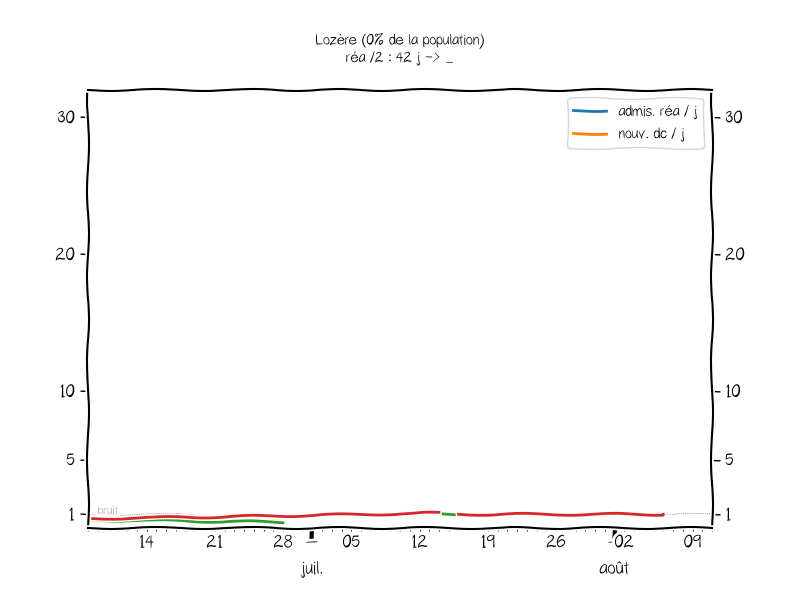 Lozère (0% de la population)
réa /2 : 42 j -> _
admis. réa / j
nouv. dc / j
30
30
20
20
10
10
5
5
bruit
1
1
14 21 28 05 12 19 26 02 09
juil. août